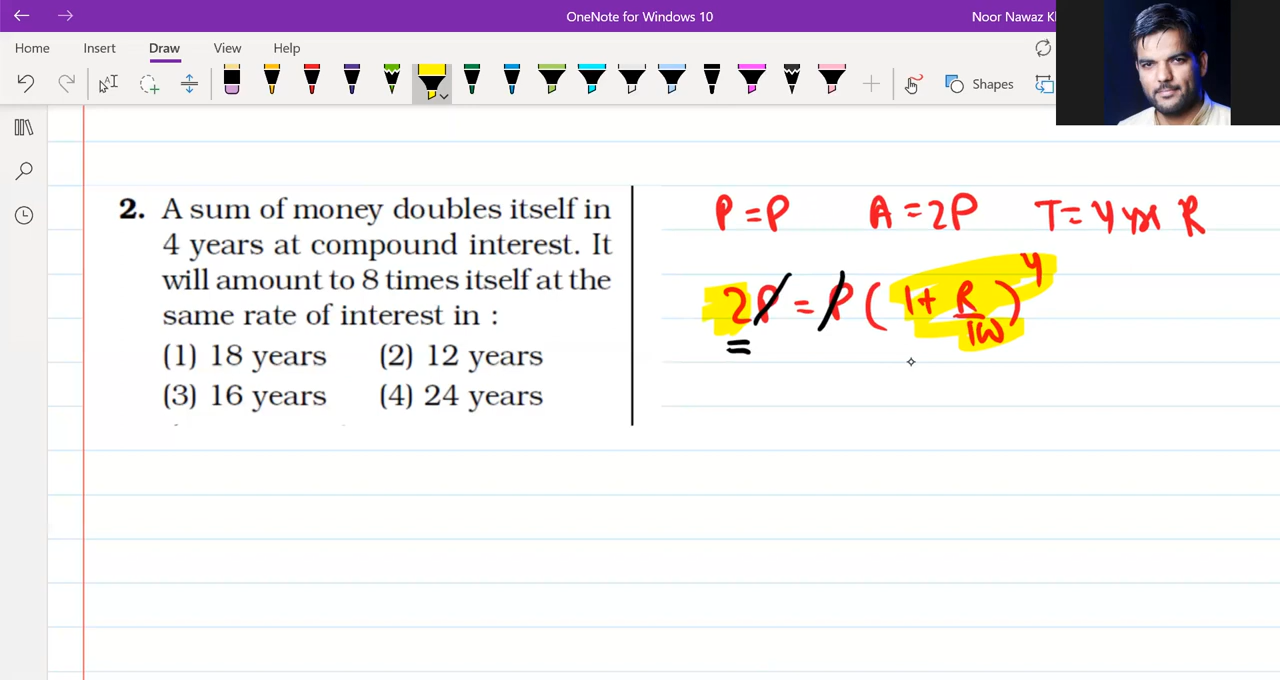 OneNote for Windows 10
Noor Nawaz Kh
Home Insert Draw View Help
Shapes
2. A sum of money doubles itself in
4 years at compound interest. It
will amount to 8 times itself at the
same rate of interest in :
(1) 18 years (2) 12 years
(3) 16 years (4) 24 years
P = P A = 2P T = 4 yrs R
2P = P ( 1 + R/100 )^4